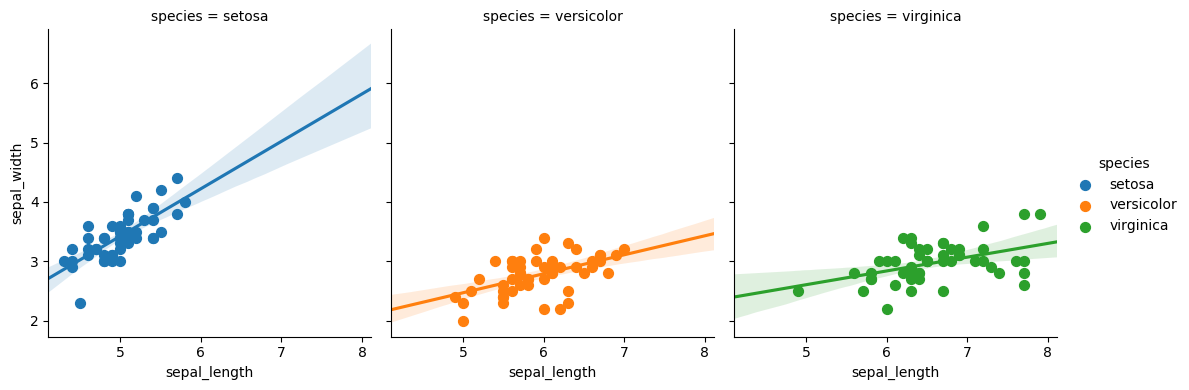 species = setosa
species = versicolor
species = virginica
6
5
4
3
2
sepal_width
5 6 7 8
5 6 7 8
5 6 7 8
sepal_length
sepal_length
sepal_length
species
setosa
versicolor
virginica